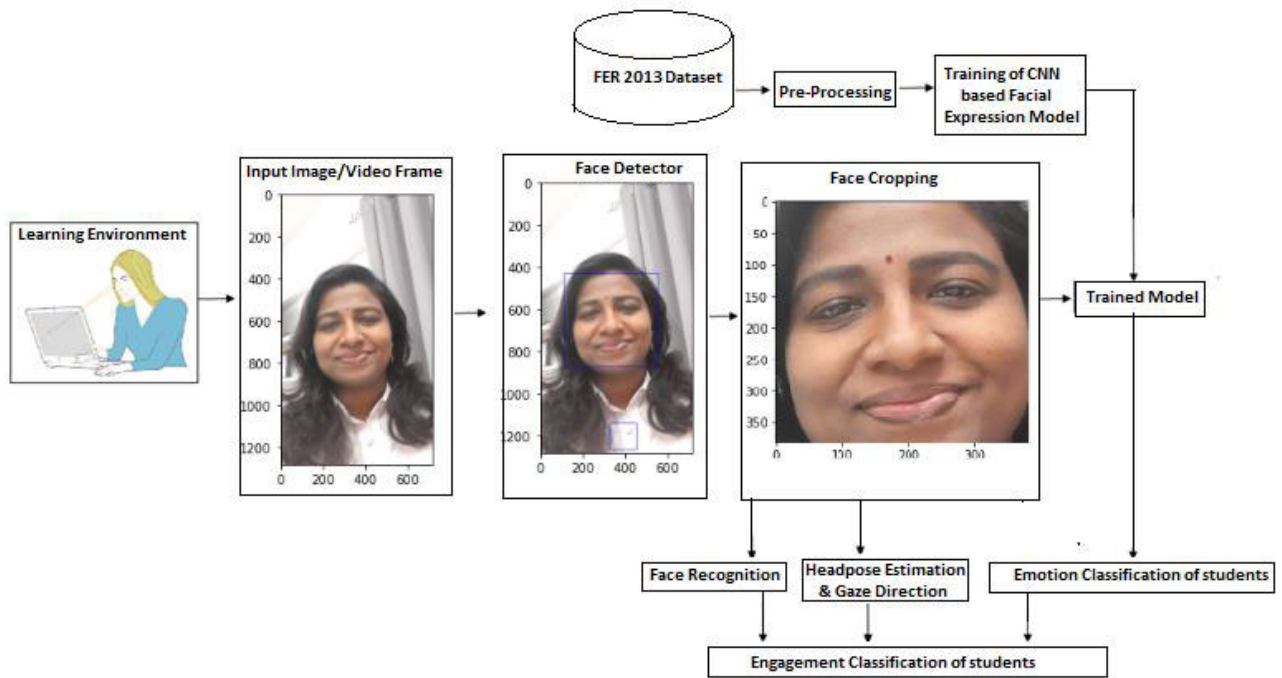 FER 2013 Dataset
Pre-Processing
Training of CNN
based Facial
Expression Model
Learning Environment
Input Image/Video Frame
0
200
400
600
800
1000
1200
0 200 400 600
Face Detector
0
200
400
600
800
1000
1200
0 200 400 600
Face Cropping
0
50
100
150
200
250
300
350
0 100 200 300
Trained Model
Face Recognition
Headpose Estimation
& Gaze Direction
Emotion Classification of students
Engagement Classification of students